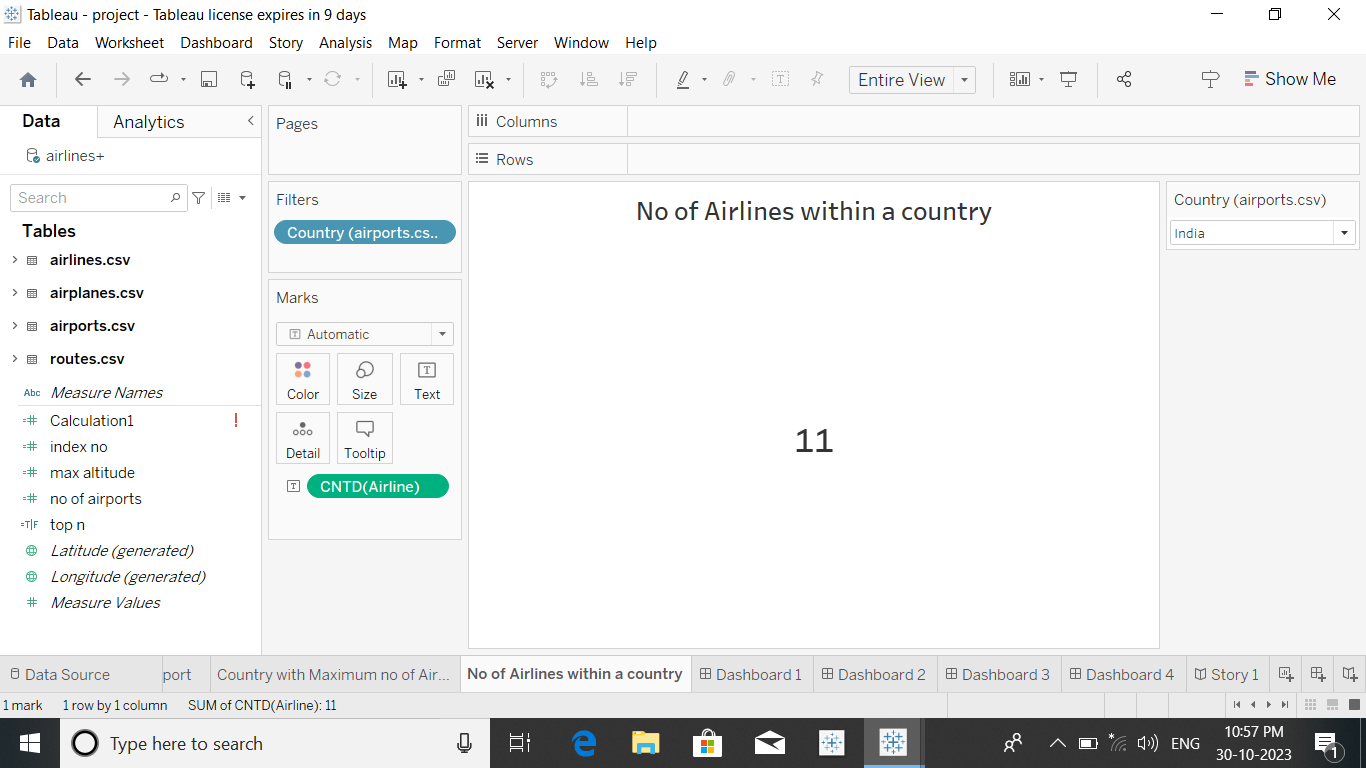 Tableau - project - Tableau license expires in 9 days
File Data Worksheet Dashboard Story Analysis Map Format Server Window Help
Entire View
Show Me
Data
Analytics
airlines+
Search
Tables
airlines.csv
airplanes.csv
airports.csv
routes.csv
Abc Measure Names
=# Calculation1 !
=# index no
=# max altitude
=# no of airports
=T|F top n
Latitude (generated)
Longitude (generated)
# Measure Values
Pages
Filters
Country (airports.cs..
Marks
T Automatic
Color Size T Text
Detail Tooltip
T CNTD(Airline)
iii Columns
Rows
No of Airlines within a country
11
Country (airports.csv)
India
Data Source port Country with Maximum no of Air... No of Airlines within a country Dashboard 1 Dashboard 2 Dashboard 3 Dashboard 4 Story 1
1 mark 1 row by 1 column SUM of CNTD(Airline): 11
Type here to search
ENG
10:57 PM
30-10-2023
1